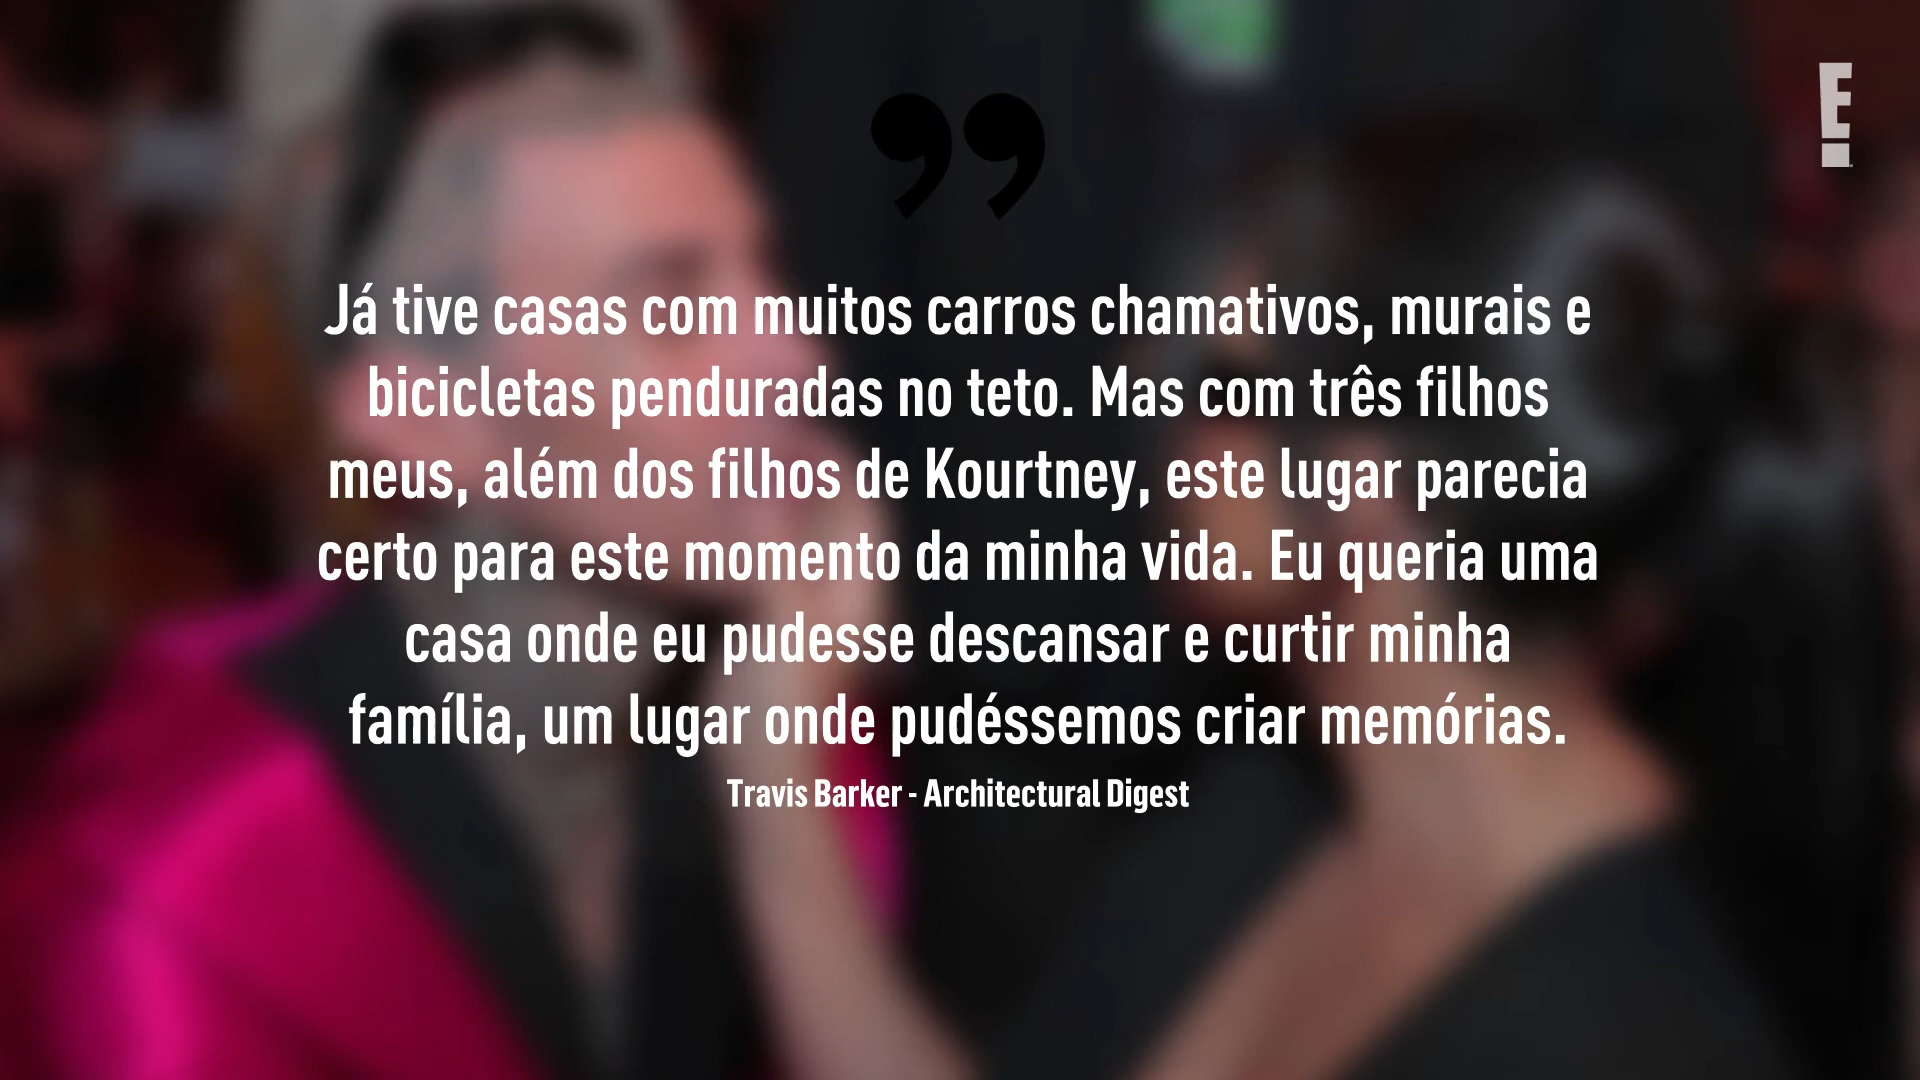 E!
Já tive casas com muitos carros chamativos, murais e
bicicletas penduradas no teto. Mas com três filhos
meus, além dos filhos de Kourtney, este lugar parecia
certo para este momento da minha vida. Eu queria uma
casa onde eu pudesse descansar e curtir minha
família, um lugar onde pudéssemos criar memórias.
Travis Barker - Architectural Digest